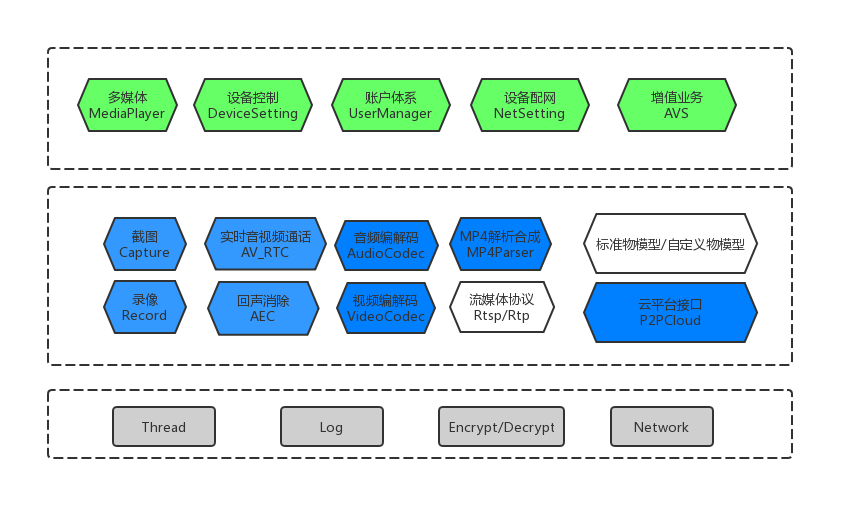 多媒体
MediaPlayer
设备控制
DeviceSetting
账户体系
UserManager
设备配网
NetSetting
增值业务
AVS
截图
Capture
实时音视频通话
AV_RTC
音频编解码
AudioCodec
MP4解析合成
MP4Parser
标准物模型/自定义物模型
录像
Record
回声消除
AEC
视频编解码
VideoCodec
流媒体协议
Rtsp/Rtp
云平台接口
P2PCloud
Thread
Log
Encrypt/Decrypt
Network